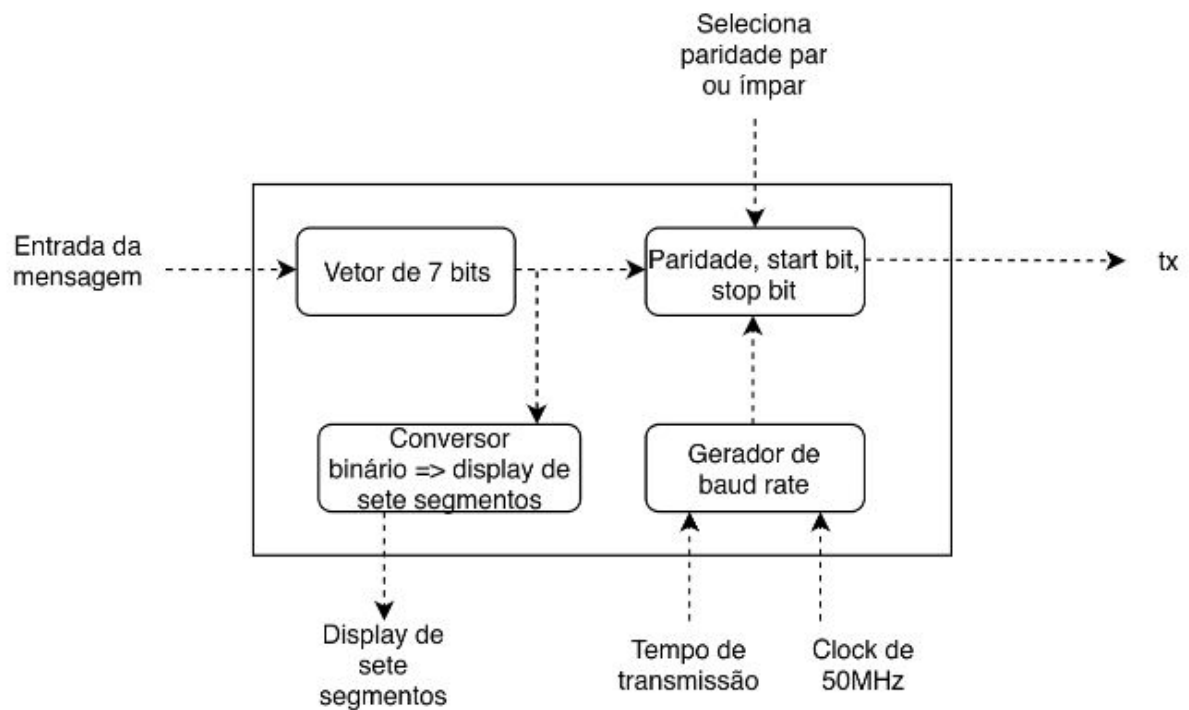 Seleciona
paridade par
ou ímpar
Entrada da
mensagem
Vetor de 7 bits
Paridade, start bit,
stop bit
tx
Conversor
binário => display de
sete segmentos
Gerador de
baud rate
Display de
sete
segmentos
Tempo de
transmissão
Clock de
50MHz